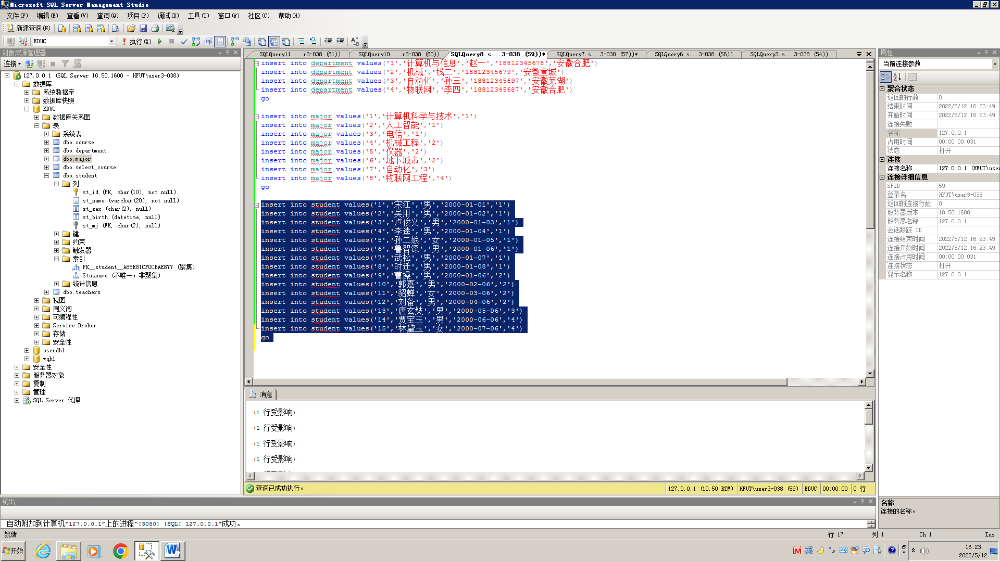 Microsoft SQL Server Management Studio
文件(F) 编辑(E) 查看(V) 查询(Q) 项目(P) 调试(D) 工具(T) 窗口(W) 社区(C) 帮助(H)
新建查询(N)
EDUC 执行(X)
对象资源管理器
连接
127.0.0.1 (SQL Server 10.50.1600 - HFUT\user3-038)
数据库
系统数据库
数据库快照
EDUC
数据库关系图
表
系统表
dbo.course
dbo.department
dbo.major
dbo.select_course
dbo.student
列
st_id (PK, char(10), not null)
st_name (varchar(20), not null)
st_sex (char(2), null)
st_birth (datetime, null)
st_mj (FK, char(2), null)
键
约束
触发器
索引
PK__student__A85E81CF0CBAE877 (聚集)
Stusname (不唯一，非聚集)
统计信息
dbo.teachers
视图
同义词
可编程性
Service Broker
存储
安全性
userdb1
wqh1
安全性
服务器对象
复制
管理
SQL Server 代理
SQLQuery11....r3-038 (61)) SQLQuery10....r3-038 (60)) SQLQuery8.s...3-038 (59))* SQLQuery7.s...3-038 (57))* SQLQuery6.s...3-038 (56)) SQLQuery3.s...3-038 (54))
insert into department values('1','计算机与信息','赵一','18812345678','安徽合肥')
insert into department values('2','机械','钱二','18812345679','安徽宣城')
insert into department values('3','自动化','孙三','18812345697','安徽芜湖')
insert into department values('4','物联网','李四','18812345687','安徽合肥')
go
insert into major values('1','计算机科学与技术','1')
insert into major values('2','人工智能','1')
insert into major values('3','电信','1')
insert into major values('4','机械工程','2')
insert into major values('5','仪器','2')
insert into major values('6','地下城市','2')
insert into major values('7','自动化','3')
insert into major values('8','物联网工程','4')
go
insert into student values('1','宋江','男','2000-01-01','1')
insert into student values('2','吴用','男','2000-01-02','1')
insert into student values('3','卢俊义','男','2000-01-03','1')
insert into student values('4','李逵','男','2000-01-04','1')
insert into student values('5','孙二娘','女','2000-01-05','1')
insert into student values('6','鲁智深','男','2000-01-06','1')
insert into student values('7','武松','男','2000-01-07','1')
insert into student values('8','时迁','男','2000-01-08','1')
insert into student values('9','曹操','男','2000-01-06','2')
insert into student values('10','郭嘉','男','2000-02-06','2')
insert into student values('11','貂蝉','女','2000-03-06','2')
insert into student values('12','刘备','男','2000-04-06','2')
insert into student values('13','唐玄奘','男','2000-05-06','3')
insert into student values('14','贾宝玉','男','2000-06-06','4')
insert into student values('15','林黛玉','女','2000-07-06','4')
go
消息
(1 行受影响)
(1 行受影响)
(1 行受影响)
(1 行受影响)
查询已成功执行。 127.0.0.1 (10.50 RTM) HFUT\user3-038 (59) EDUC 00:00:00 0 行
属性
当前连接参数
聚合状态
返回的行数 0
结束时间 2022/5/12 16:23:49
开始时间 2022/5/12 16:23:49
连接失败
名称 127.0.0.1
占用时间 00:00:00.031
状态 打开
连接
连接名称 127.0.0.1 (HFUT\user
连接详细信息
SPID 59
登录名 HFUT\user3-038
返回的连接行数 0
服务器版本 10.50.1600
服务器名称 127.0.0.1
会话跟踪 ID
连接结束时间 2022/5/12 16:23:49
连接开始时间 2022/5/12 16:23:49
连接占用时间 00:00:00.031
连接状态 打开
显示名称 127.0.0.1
名称
连接的名称。
输出
自动附加到计算机“127.0.0.1”上的进程“[3080] [SQL] 127.0.0.1”成功。
就绪 行 17 列 1 Ch 1 Ins
开始 英 16:23
2022/5/12